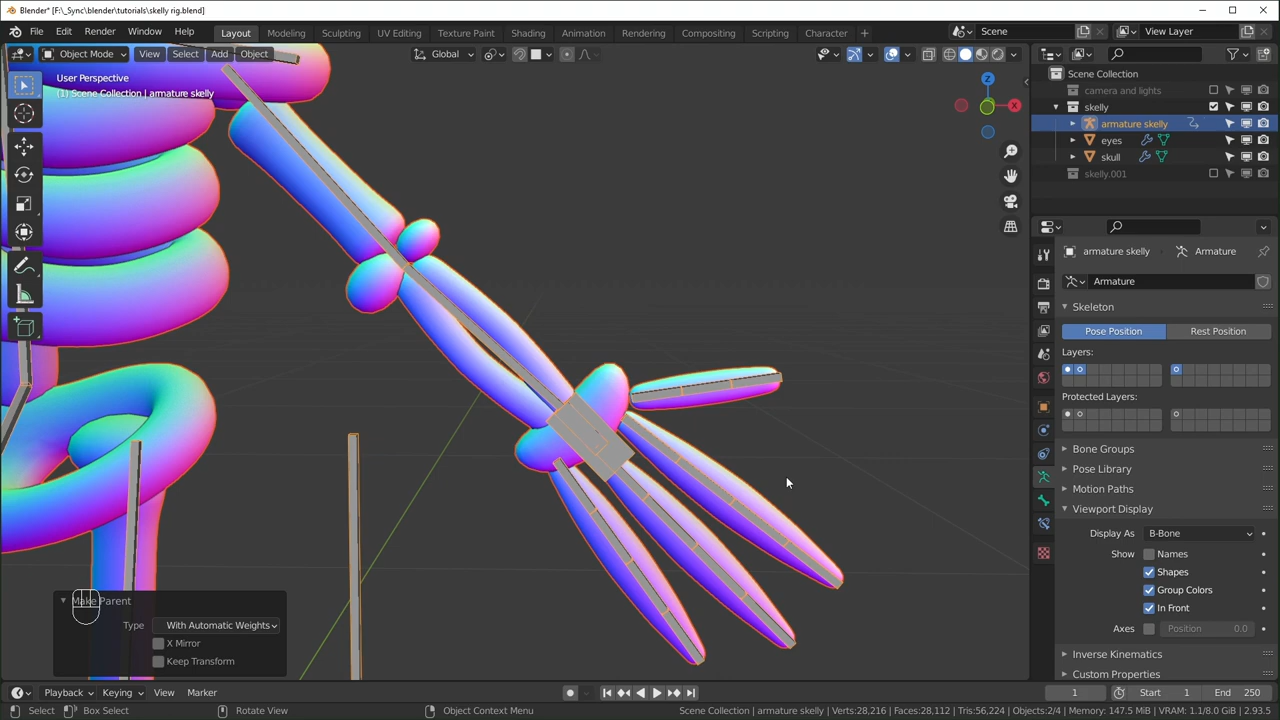 Blender* [F:\_Sync\blender\tutorials\skelly rig.blend]
File Edit Render Window Help Layout Modeling Sculpting UV Editing Texture Paint Shading Animation Rendering Compositing Scripting Chamber + Scene View Layer
Object Mode View Select Add Object Global
User Perspective
(1) Scene Collection | armature skelly
Z
X
Scene Collection
camera and lights
skelly
armature skelly
eyes
skull
skelly.001
armature skelly Armature
Armature
Skeleton
Pose Position Rest Position
Layers:
Protected Layers:
Bone Groups
Pose Library
Motion Paths
Viewport Display
Display As B-Bone
Show Names
Shapes
Group Colors
In Front
Axes Position 0.0
Inverse Kinematics
Custom Properties
Make Parent
Type With Automatic Weights
X Mirror
Keep Transform
Playback Keying View Marker 1 Start 1 End 250
Select Box Select Rotate View Object Context Menu Scene Collection | armature skelly | Verts:28,216 | Faces:28,112 | Tris:56,224 | Objects:2/4 | Memory: 147.5 MiB | VRAM: 1.1/8.0 GiB | 2.93.5